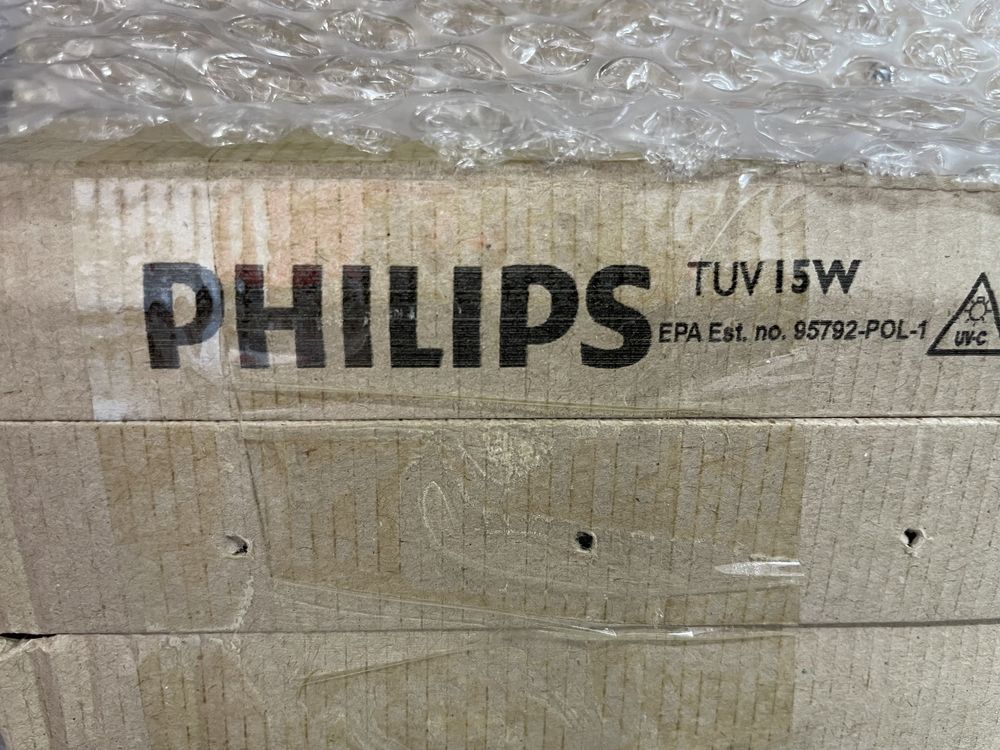 PHILIPS
TUV 15W
EPA Est. no. 95792-POL-1
UV-C